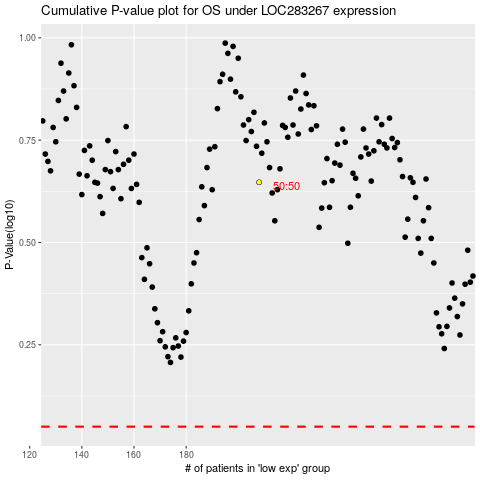 Cumulative P-value plot for OS under LOC283267 expression
P-Value(log10)
1.00
0.75
0.50
0.25
50:50
120 140 160 180
# of patients in 'low exp' group